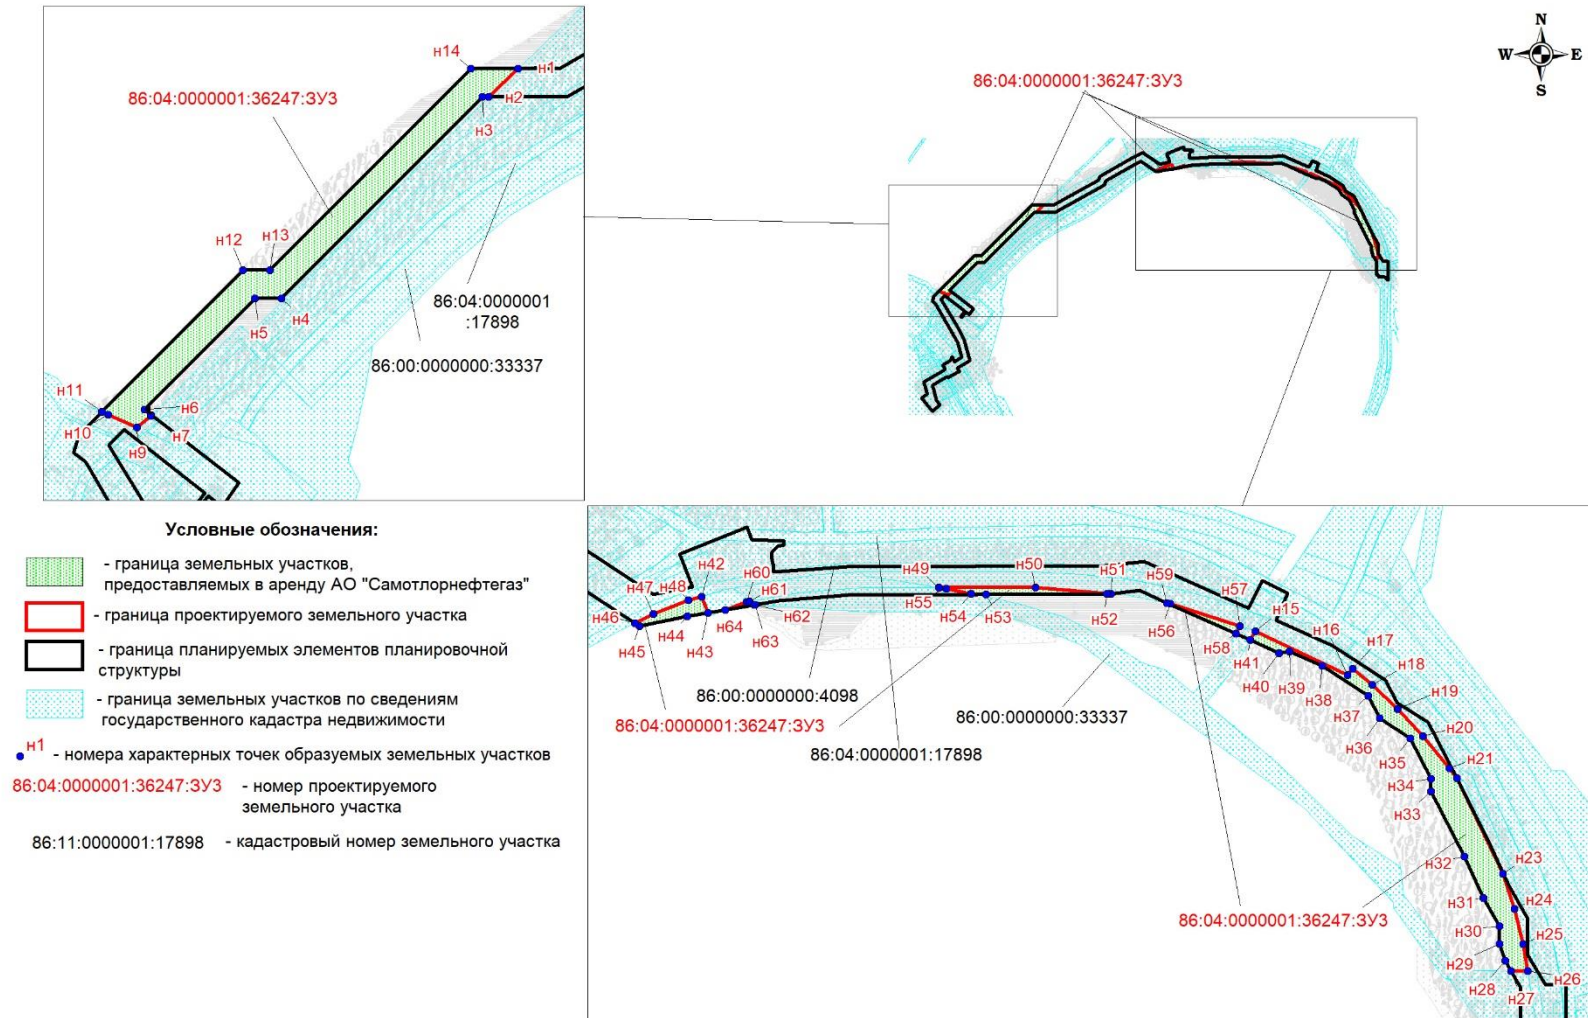 н14
н1
86:04:0000001:36247:ЗУ3
н2
н3
н12
н13
86:04:0000001
:17898
н5
н4
86:00:0000000:33337
н11
н6
н10
н7
н9
86:04:0000001:36247:ЗУ3
N
W
E
S
Условные обозначения:
- граница земельных участков,
предоставляемых в аренду АО "Самотлорнефтегаз"
- граница проектируемого земельного участка
- граница планируемых элементов планировочной
структуры
- граница земельных участков по сведениям
государственного кадастра недвижимости
н1
- номера характерных точек образуемых земельных участков
86:04:0000001:36247:ЗУ3
- номер проектируемого
земельного участка
86:11:0000001:17898
- кадастровый номер земельного участка
н42
н60
н49
н50
н51
н59
н57
н47
н48
н61
н15
н16
н46
н55
н54
н53
н52
н56
н17
н44
н64
н62
н58
н18
н45
н43
н63
н41
н40
н39
н19
н38
86:00:0000000:4098
86:00:0000000:33337
н37
86:04:0000001:36247:ЗУ3
н20
н36
86:04:0000001:17898
н35
н21
н34
н33
н32
н23
н31
н24
86:04:0000001:36247:ЗУ3
н30
н25
н29
н28
н26
н27